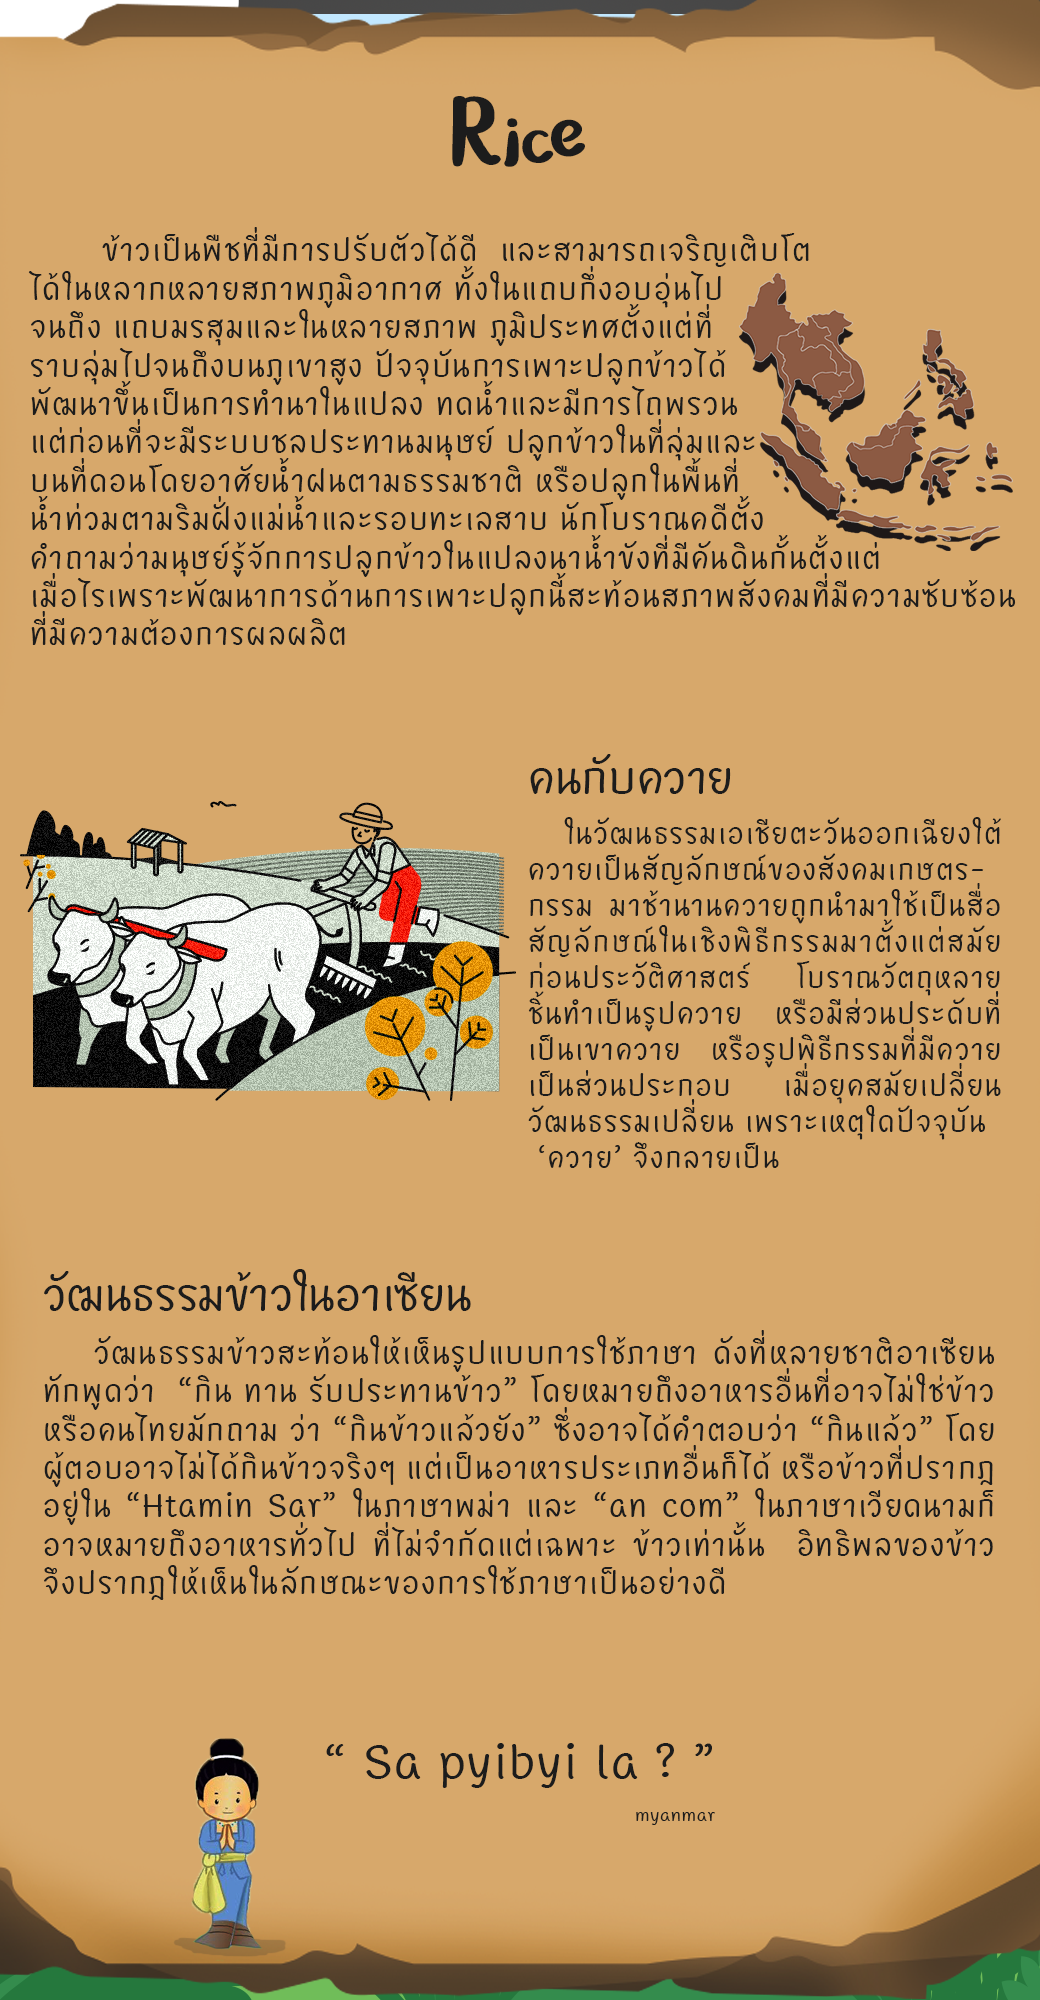 Rice
ข้าวเป็นพืชที่มีการปรับตัวได้ดี และสามารถเจริญเติบโต
ได้ในหลากหลายสภาพภูมิอากาศ ทั้งในแถบกึ่งอบอุ่นไป
จนถึง แถบมรสุมและในหลายสภาพ ภูมิประทศตั้งแต่ที่
ราบลุ่มไปจนถึงบนภูเขาสูง ปัจจุบันการเพาะปลูกข้าวได้
พัฒนาขึ้นเป็นการทำนาในแปลง ทดน้ำและมีการไถพรวน
แต่ก่อนที่จะมีระบบชลประทานมนุษย์ ปลูกข้าวในที่ลุ่มและ
บนที่ดอนโดยอาศัยน้ำฝนตามธรรมชาติ หรือปลูกในพื้นที่
น้ำท่วมตามริมฝั่งแม่น้ำและรอบทะเลสาบ นักโบราณคดีตั้ง
คำถามว่ามนุษย์รู้จักการปลูกข้าวในแปลงนาน้ำขังที่มีคันดินกั้นตั้งแต่
เมื่อไรเพราะพัฒนาการด้านการเพาะปลูกนี้สะท้อนสภาพสังคมที่มีความซับซ้อน
ที่มีความต้องการผลผลิต
คนกับควาย
ในวัฒนธรรมเอเชียตะวันออกเฉียงใต้
ควายเป็นสัญลักษณ์ของสังคมเกษตร-
กรรม มาช้านานควายถูกนำมาใช้เป็นสื่อ
สัญลักษณ์ในเชิงพิธีกรรมมาตั้งแต่สมัย
ก่อนประวัติศาสตร์ โบราณวัตถุหลาย
ชิ้นทำเป็นรูปควาย หรือมีส่วนประดับที่
เป็นเขาควาย หรือรูปพิธีกรรมที่มีควาย
เป็นส่วนประกอบ เมื่อยุคสมัยเปลี่ยน
วัฒนธรรมเปลี่ยน เพราะเหตุใดปัจจุบัน
‘ควาย’ จึงกลายเป็น
วัฒนธรรมข้าวในอาเซียน
วัฒนธรรมข้าวสะท้อนให้เห็นรูปแบบการใช้ภาษา ดังที่หลายชาติอาเซียน
ทักพูดว่า “กิน ทาน รับประทานข้าว” โดยหมายถึงอาหารอื่นที่อาจไม่ใช่ข้าว
หรือคนไทยมักถาม ว่า “กินข้าวแล้วยัง” ซึ่งอาจได้คำตอบว่า “กินแล้ว” โดย
ผู้ตอบอาจไม่ได้กินข้าวจริงๆ แต่เป็นอาหารประเภทอื่นก็ได้ หรือข้าวที่ปรากฎ
อยู่ใน “Htamin Sar” ในภาษาพม่า และ “an com” ในภาษาเวียดนามก็
อาจหมายถึงอาหารทั่วไป ที่ไม่จำกัดแต่เฉพาะ ข้าวเท่านั้น อิทธิพลของข้าว
จึงปรากฎให้เห็นในลักษณะของการใช้ภาษาเป็นอย่างดี
“ Sa pyibyi la ? ”
myanmar